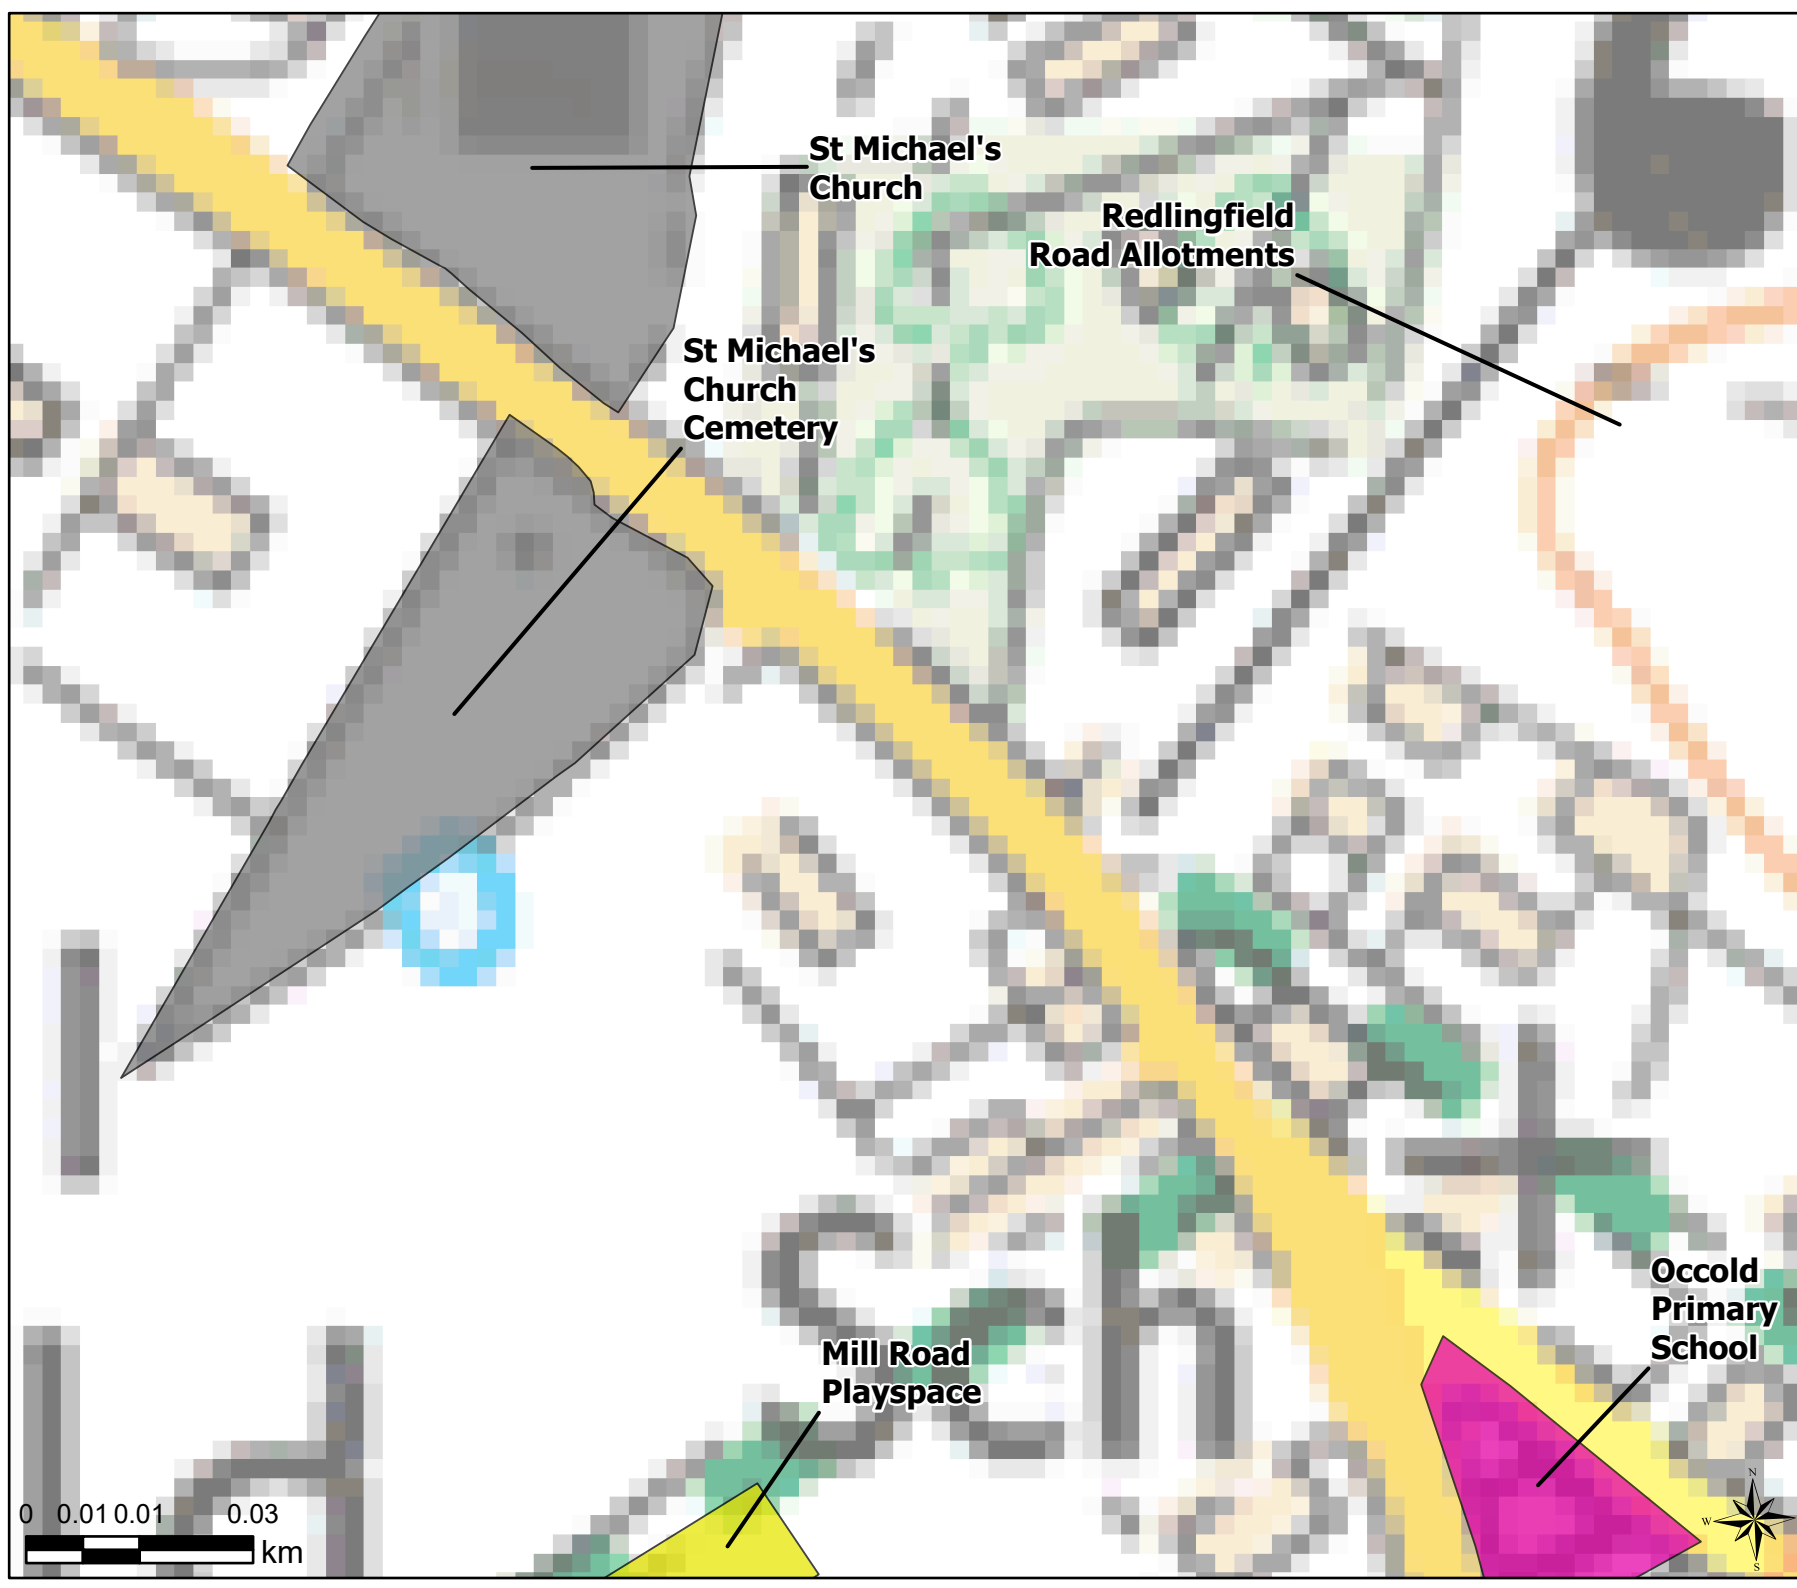 St Michael's
Church
Redlingfield
Road Allotments
St Michael's
Church
Cemetery
Occold
Primary
School
Mill Road
Playspace
0 0.01 0.01 0.03
km
N
W
S